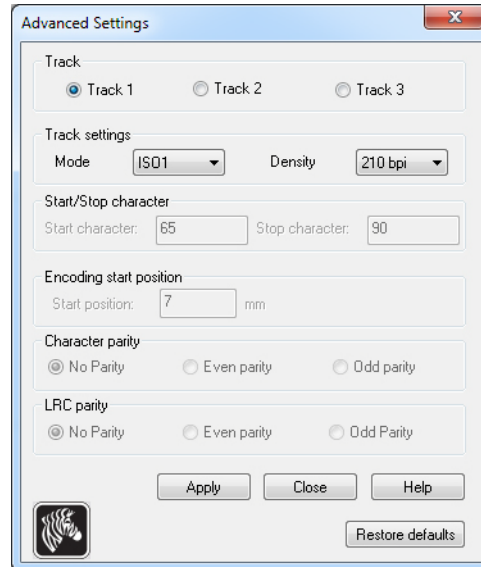 Advanced Settings
Track
Track 1 Track 2 Track 3
Track settings
Mode ISO1 Density 210 bpi
Start/Stop character
Start character: 65 Stop character: 90
Encoding start position
Start position: 7 mm
Character parity
No Parity Even parity Odd parity
LRC parity
No Parity Even parity Odd Parity
Apply Close Help
Restore defaults